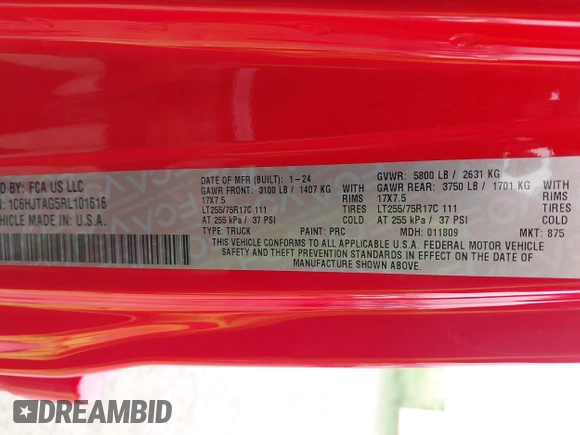 D BY: FCA US LLC
N: 1C6HJTAG5RL101616
VEHICLE MADE IN U.S.A.
DATE OF MFR (BUILT): 1-24
GVWR: 5800 LB / 2631 KG
GAWR FRONT: 3100 LB / 1407 KG WITH
GAWR REAR: 3750 LB / 1701 KG WITH
17X7.5 RIMS
17X7.5 RIMS
LT255/75R17C 111 TIRES
LT255/75R17C 111 TIRES
AT 255 kPa / 37 PSI COLD
AT 255 kPa / 37 PSI COLD
TYPE: TRUCK PAINT: PRC MDH: 011809 MKT: 875
THIS VEHICLE CONFORMS TO ALL APPLICABLE U.S.A. FEDERAL MOTOR VEHICLE
SAFETY AND THEFT PREVENTION STANDARDS IN EFFECT ON THE DATE OF
MANUFACTURE SHOWN ABOVE.
DREAMBID